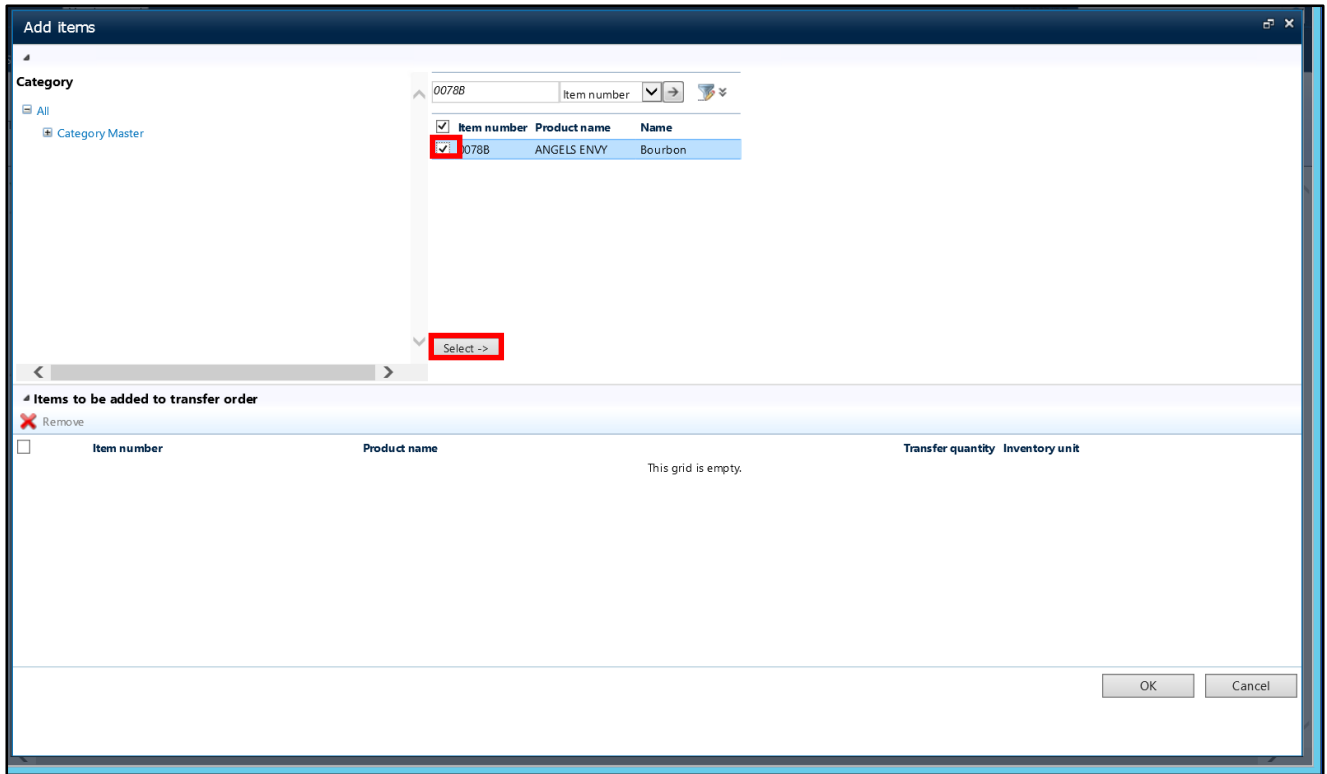 Add items
Category
All
Category Master
0078B Item number
Item number Product name Name
0078B ANGELS ENVY Bourbon
Select ->
Items to be added to transfer order
Remove
Item number Product name Transfer quantity Inventory unit
This grid is empty.
OK Cancel